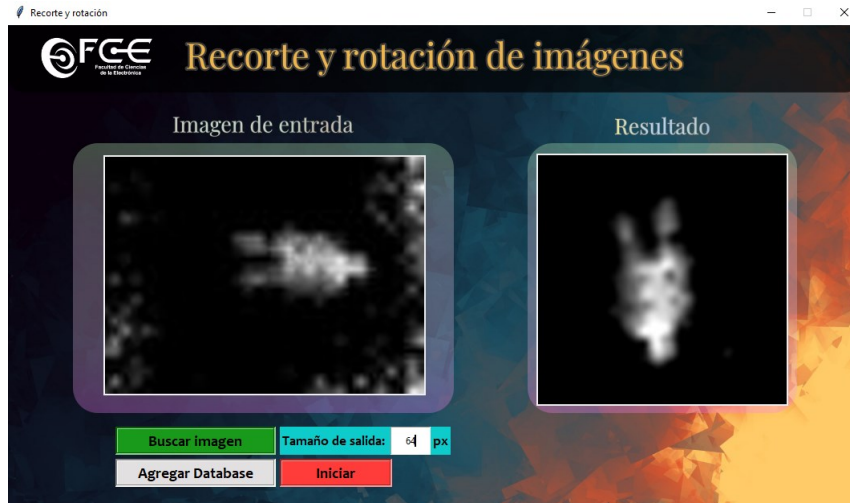 Recorte y rotación
FCE
Facultad de Ciencias
de la Electrónica
Recorte y rotación de imágenes
Imagen de entrada
Resultado
Buscar imagen
Tamaño de salida: 64 px
Agregar Database
Iniciar